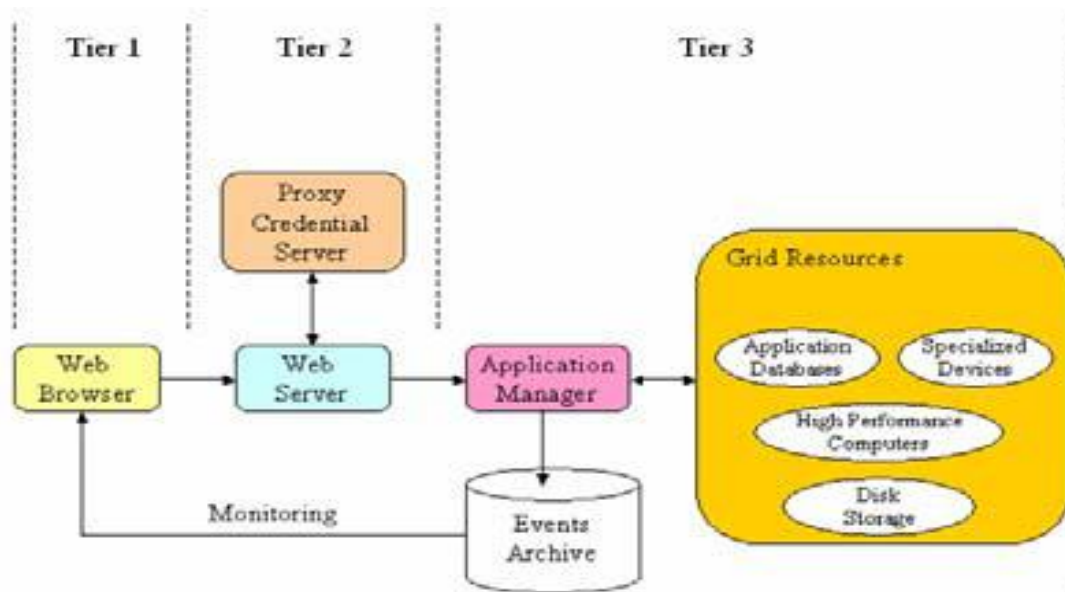 Tier 1
Tier 2
Tier 3
Proxy
Credential
Server
Grid Resources
Web
Browser
Web
Server
Application
Manager
Application
Databases
Specialized
Devices
High Performance
Computers
Disk
Storage
Monitoring
Events
Archive